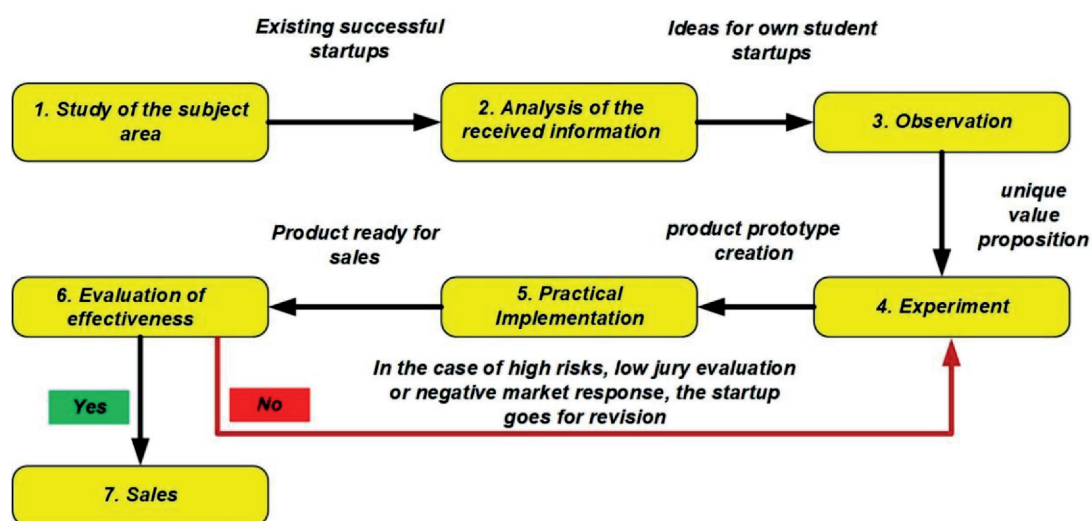 Existing successful
startups
Ideas for own student
startups
1. Study of the subject
area
2. Analysis of the
received information
3. Observation
unique
value
proposition
product prototype
creation
Product ready for
sales
6. Evaluation of
effectiveness
5. Practical
Implementation
4. Experiment
In the case of high risks, low jury evaluation
or negative market response, the startup
goes for revision
Yes
No
7. Sales